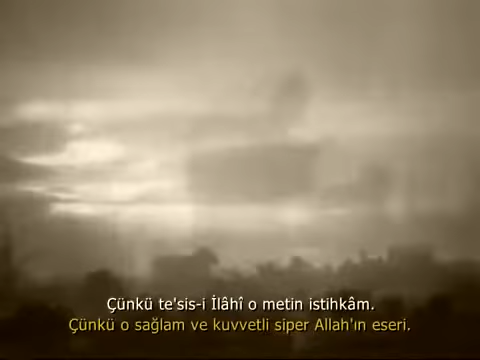 Çünkü te'sis-i İlâhî o metin istihkâm.
Çünkü o sağlam ve kuvvetli siper Allah'ın eseri.